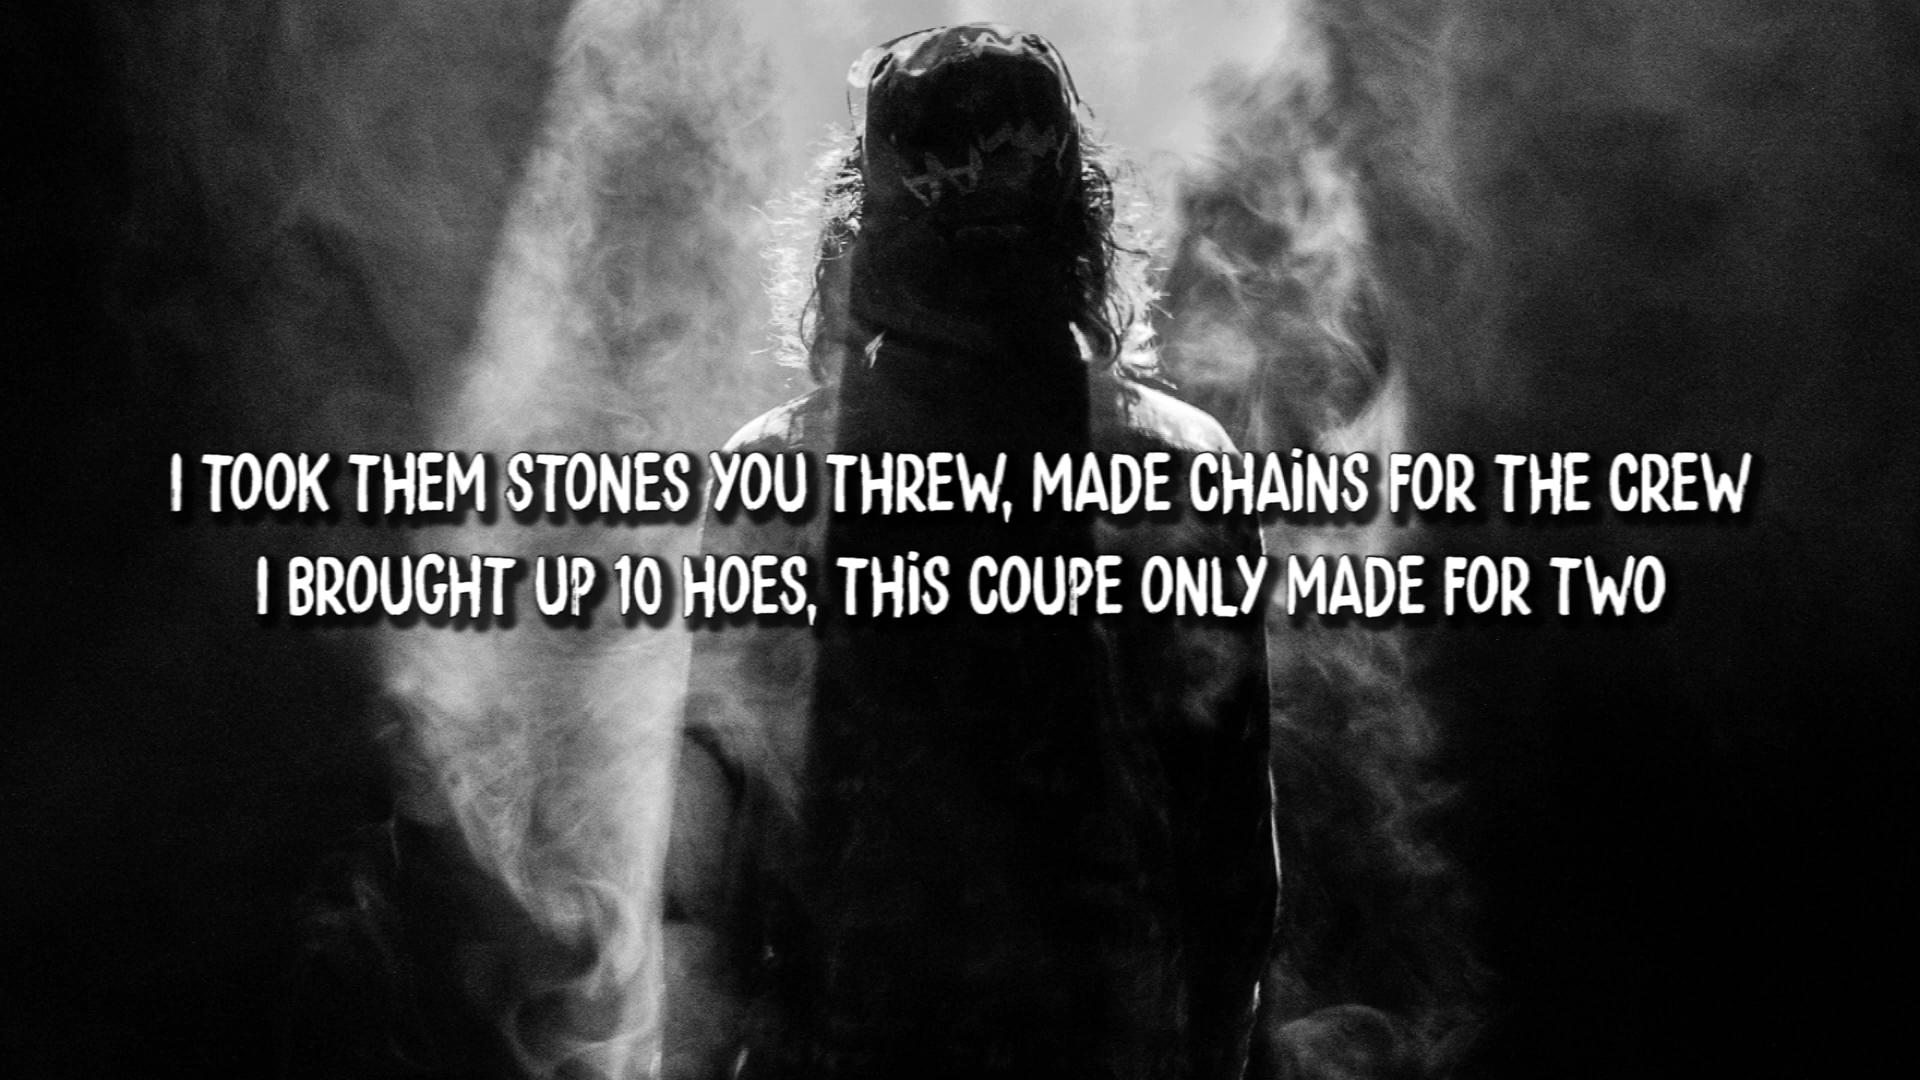 I TOOK THEM STONES YOU THREW, MADE CHAiNS FOR THE CREW
I BROUGHT UP 10 HOES, THiS COUPE ONLY MADE FOR TWO